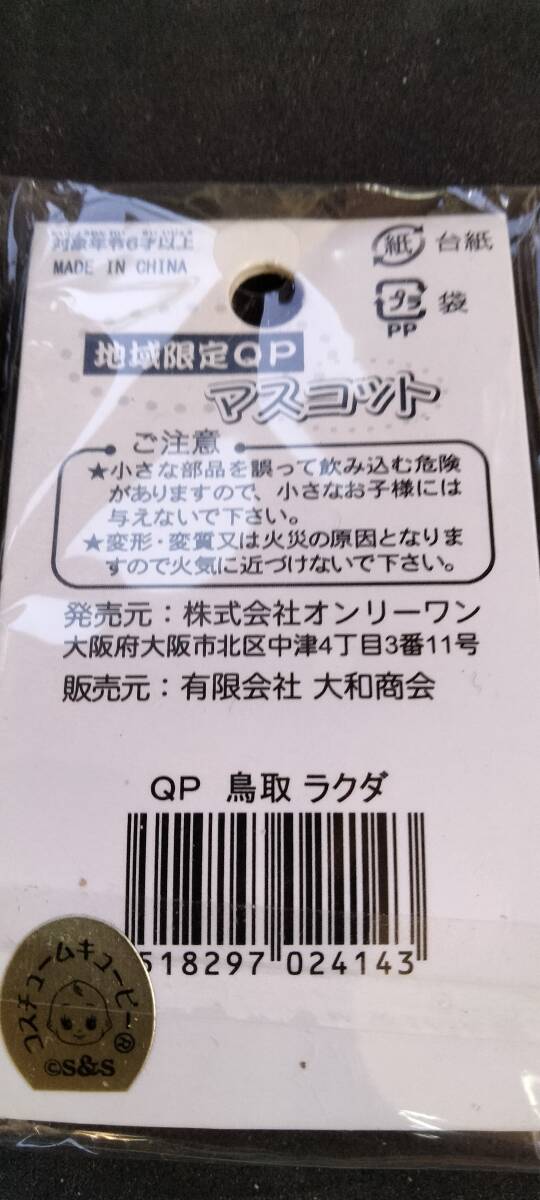 対象年令6才以上
MADE IN CHINA
紙 台紙
プラ 袋
PP
地域限定QP
マスコット
ご注意
★小さな部品を誤って飲み込む危険
がありますので、小さなお子様には
与えないで下さい。
★変形・変質又は火災の原因となりま
すので火気に近づけないで下さい。
発売元：株式会社オンリーワン
大阪府大阪市北区中津4丁目3番11号
販売元：有限会社 大和商会
QP 鳥取 ラクダ
518297 024143
コスチュームキューピー®
©S&S